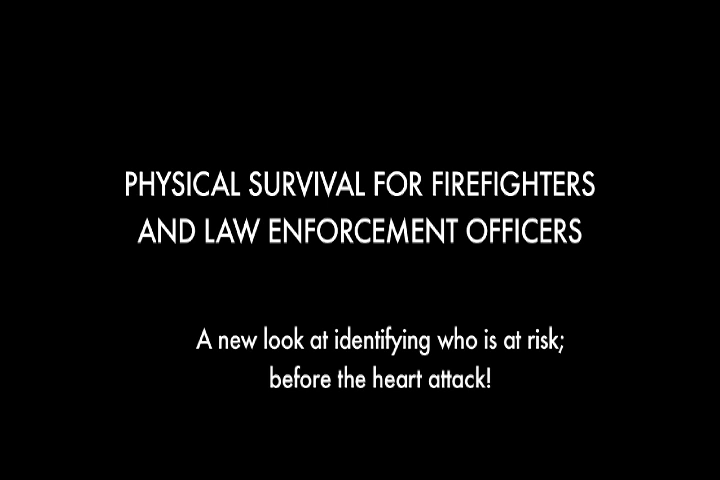 PHYSICAL SURVIVAL FOR FIREFIGHTERS
AND LAW ENFORCEMENT OFFICERS
A new look at identifying who is at risk;
before the heart attack!